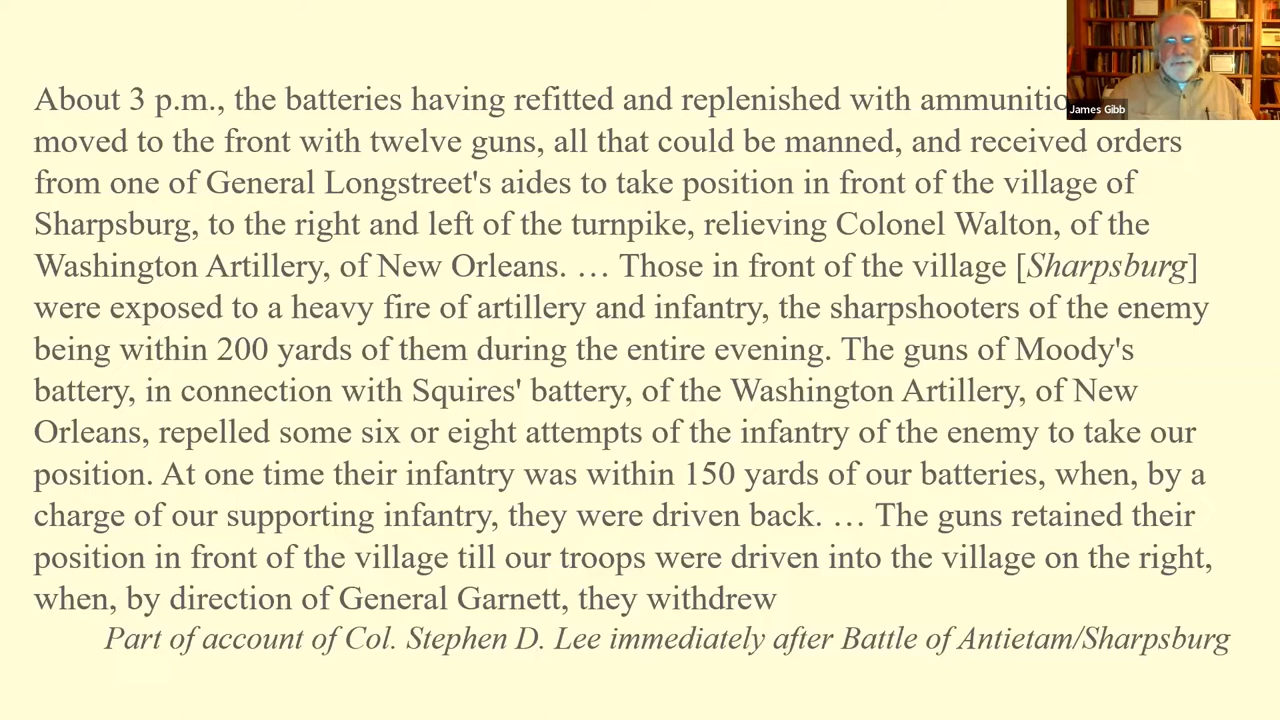 About 3 p.m., the batteries having refitted and replenished with ammunitio
moved to the front with twelve guns, all that could be manned, and received orders
from one of General Longstreet's aides to take position in front of the village of
Sharpsburg, to the right and left of the turnpike, relieving Colonel Walton, of the
Washington Artillery, of New Orleans. … Those in front of the village [Sharpsburg]
were exposed to a heavy fire of artillery and infantry, the sharpshooters of the enemy
being within 200 yards of them during the entire evening. The guns of Moody's
battery, in connection with Squires' battery, of the Washington Artillery, of New
Orleans, repelled some six or eight attempts of the infantry of the enemy to take our
position. At one time their infantry was within 150 yards of our batteries, when, by a
charge of our supporting infantry, they were driven back. … The guns retained their
position in front of the village till our troops were driven into the village on the right,
when, by direction of General Garnett, they withdrew
Part of account of Col. Stephen D. Lee immediately after Battle of Antietam/Sharpsburg
James Gibb